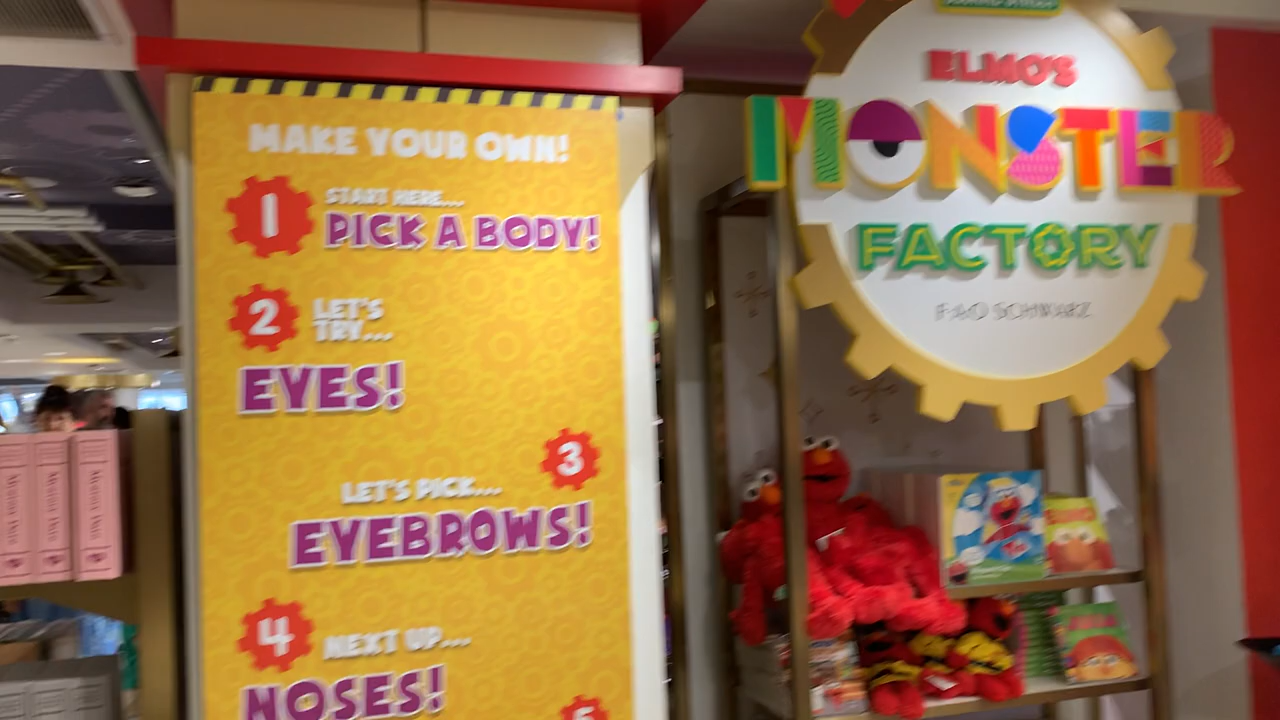 MAKE YOUR OWN!
1
START HERE...
PICK A BODY!
2
LET'S
TRY...
EYES!
3
LET'S PICK...
EYEBROWS!
4
NEXT UP...
NOSES!
5
ELMO'S
MONSTER
FACTORY
FAO SCHWARZ